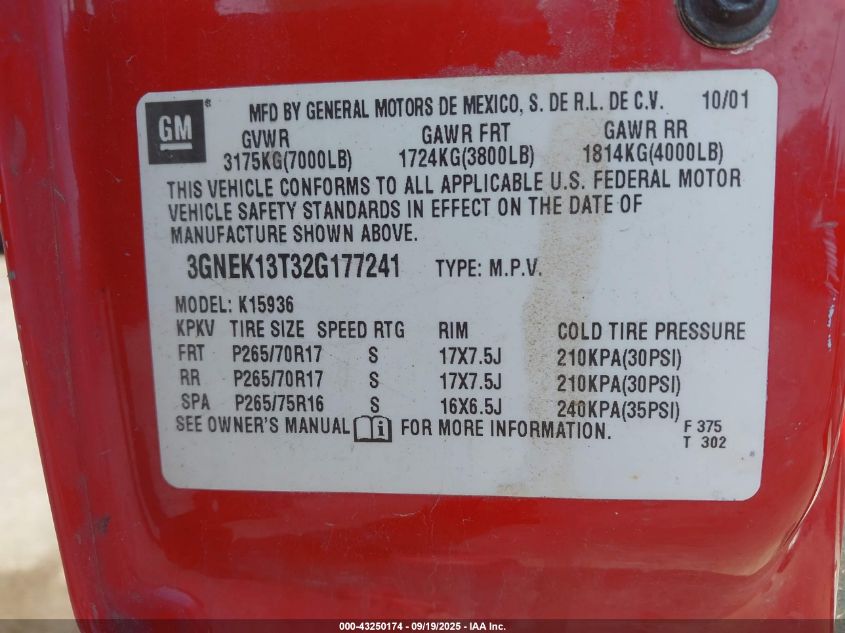 GM ® MFD BY GENERAL MOTORS DE MEXICO, S. DE R.L. DE C.V. 10/01
GVWR GAWR FRT GAWR RR
3175KG(7000LB) 1724KG(3800LB) 1814KG(4000LB)
THIS VEHICLE CONFORMS TO ALL APPLICABLE U.S. FEDERAL MOTOR
VEHICLE SAFETY STANDARDS IN EFFECT ON THE DATE OF
MANUFACTURE SHOWN ABOVE.
3GNEK13T32G177241 TYPE: M.P.V.
MODEL: K15936
KPKV TIRE SIZE SPEED RTG RIM COLD TIRE PRESSURE
FRT P265/70R17 S 17X7.5J 210KPA(30PSI)
RR P265/70R17 S 17X7.5J 210KPA(30PSI)
SPA P265/75R16 S 16X6.5J 240KPA(35PSI)
SEE OWNER'S MANUAL i FOR MORE INFORMATION. F 375
T 302
000-43250174 - 09/19/2025 - IAA Inc.